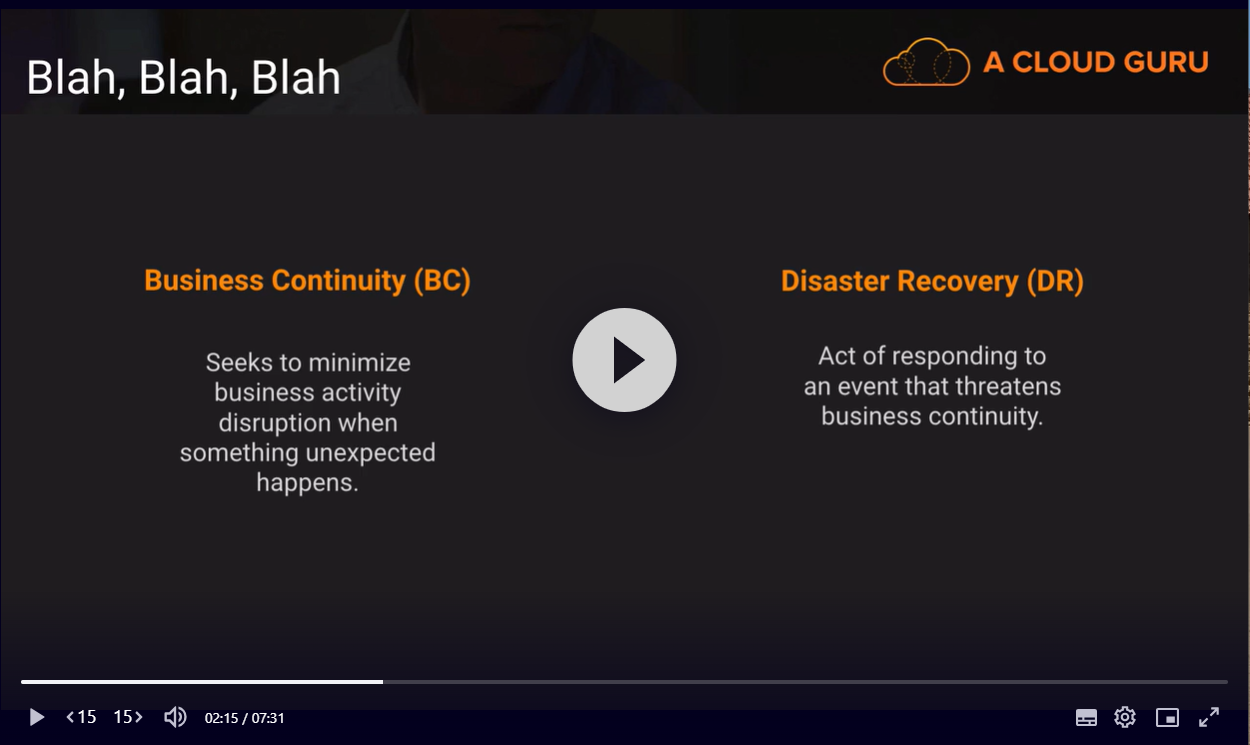 Blah, Blah, Blah
A CLOUD GURU
Business Continuity (BC)
Seeks to minimize
business activity
disruption when
something unexpected
happens.
Disaster Recovery (DR)
Act of responding to
an event that threatens
business continuity.
15 15 02:15 / 07:31